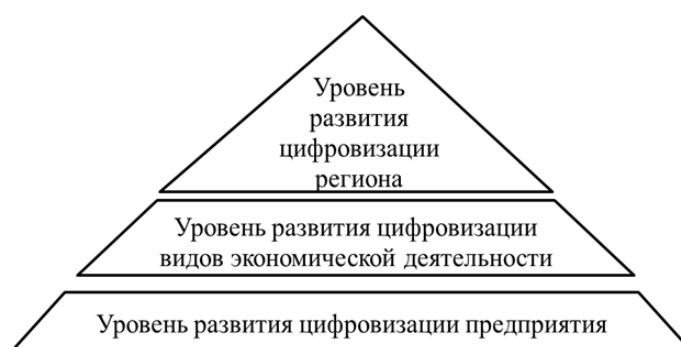 Уровень
развития
цифровизации
региона
Уровень развития цифровизации
видов экономической деятельности
Уровень развития цифровизации предприятия